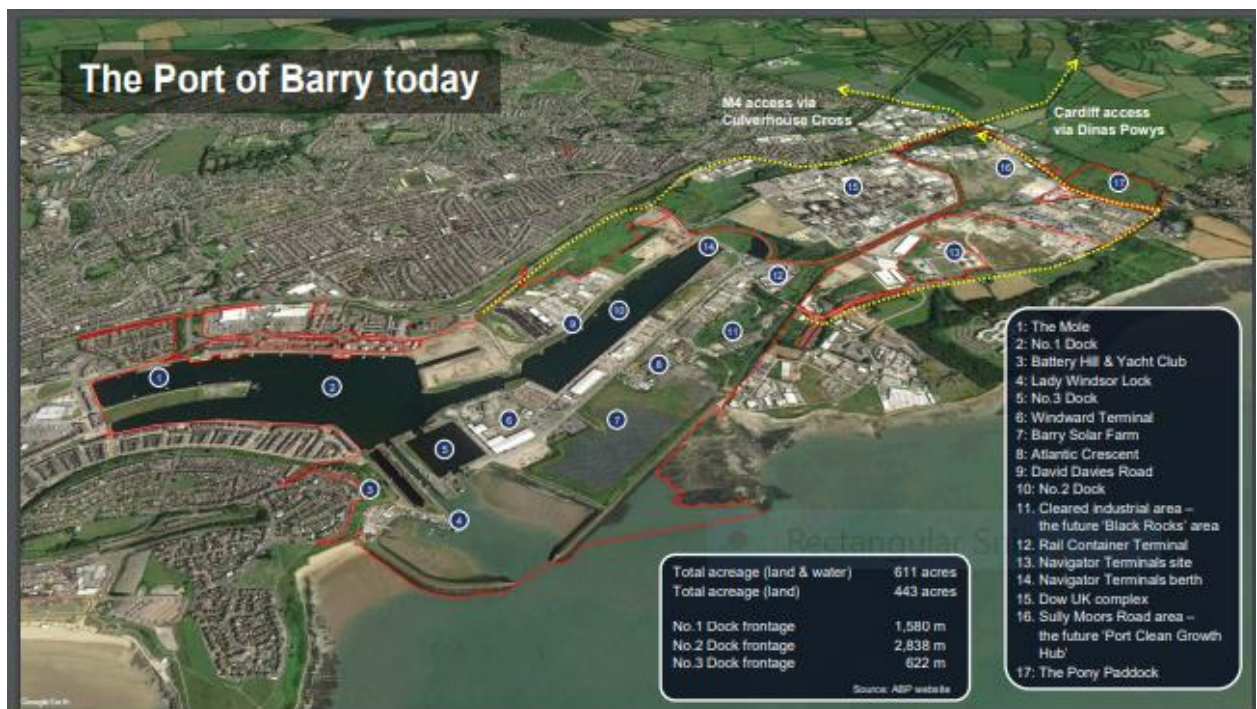 The Port of Barry today
M4 access via
Culverhouse Cross
Cardiff access
via Dinas Powys
16
15
17
14
13
12
10
9
11
1
2
8
7
6
5
3
4
1: The Mole
2: No.1 Dock
3: Battery Hill & Yacht Club
4: Lady Windsor Lock
5: No.3 Dock
6: Windward Terminal
7: Barry Solar Farm
8: Atlantic Crescent
9: David Davies Road
10: No.2 Dock
11. Cleared industrial area –
the future 'Black Rocks' area
12. Rail Container Terminal
13. Navigator Terminals site
14. Navigator Terminals berth
15. Dow UK complex
16. Sully Moors Road area –
the future 'Port Clean Growth
Hub'
17: The Pony Paddock
Rectangular Sn
Total acreage (land & water) 611 acres
Total acreage (land) 443 acres
No.1 Dock frontage 1,580 m
No.2 Dock frontage 2,838 m
No.3 Dock frontage 622 m
Source: ABP website
Google Earth